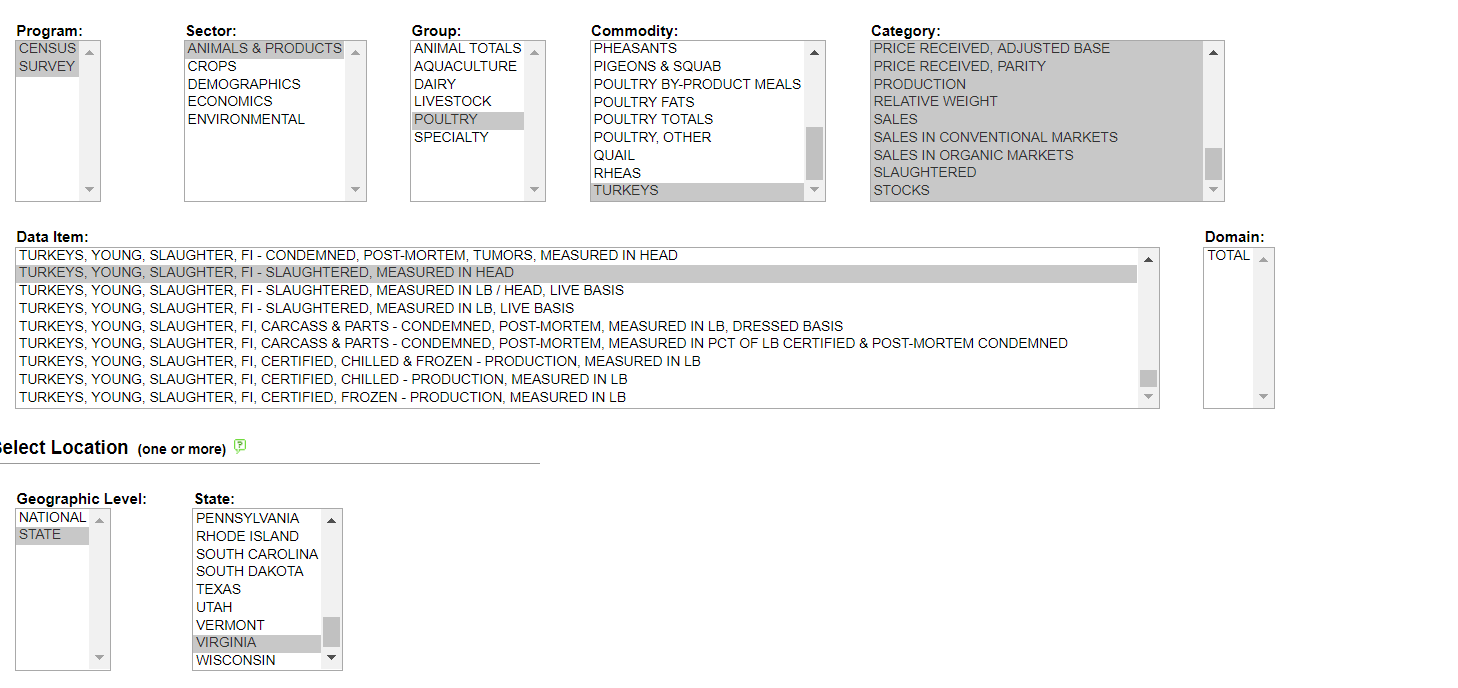 Program:
CENSUS
SURVEY
Sector:
ANIMALS & PRODUCTS
CROPS
DEMOGRAPHICS
ECONOMICS
ENVIRONMENTAL
Group:
ANIMAL TOTALS
AQUACULTURE
DAIRY
LIVESTOCK
POULTRY
SPECIALTY
Commodity:
PHEASANTS
PIGEONS & SQUAB
POULTRY BY-PRODUCT MEALS
POULTRY FATS
POULTRY TOTALS
POULTRY, OTHER
QUAIL
RHEAS
TURKEYS
Category:
PRICE RECEIVED, ADJUSTED BASE
PRICE RECEIVED, PARITY
PRODUCTION
RELATIVE WEIGHT
SALES
SALES IN CONVENTIONAL MARKETS
SALES IN ORGANIC MARKETS
SLAUGHTERED
STOCKS
Data Item:
TURKEYS, YOUNG, SLAUGHTER, FI - CONDEMNED, POST-MORTEM, TUMORS, MEASURED IN HEAD
TURKEYS, YOUNG, SLAUGHTER, FI - SLAUGHTERED, MEASURED IN HEAD
TURKEYS, YOUNG, SLAUGHTER, FI - SLAUGHTERED, MEASURED IN LB / HEAD, LIVE BASIS
TURKEYS, YOUNG, SLAUGHTER, FI - SLAUGHTERED, MEASURED IN LB, LIVE BASIS
TURKEYS, YOUNG, SLAUGHTER, FI, CARCASS & PARTS - CONDEMNED, POST-MORTEM, MEASURED IN LB, DRESSED BASIS
TURKEYS, YOUNG, SLAUGHTER, FI, CARCASS & PARTS - CONDEMNED, POST-MORTEM, MEASURED IN PCT OF LB CERTIFIED & POST-MORTEM CONDEMNED
TURKEYS, YOUNG, SLAUGHTER, FI, CERTIFIED, CHILLED & FROZEN - PRODUCTION, MEASURED IN LB
TURKEYS, YOUNG, SLAUGHTER, FI, CERTIFIED, CHILLED - PRODUCTION, MEASURED IN LB
TURKEYS, YOUNG, SLAUGHTER, FI, CERTIFIED, FROZEN - PRODUCTION, MEASURED IN LB
Domain:
TOTAL
elect Location (one or more) ?
Geographic Level:
NATIONAL
STATE
State:
PENNSYLVANIA
RHODE ISLAND
SOUTH CAROLINA
SOUTH DAKOTA
TEXAS
UTAH
VERMONT
VIRGINIA
WISCONSIN